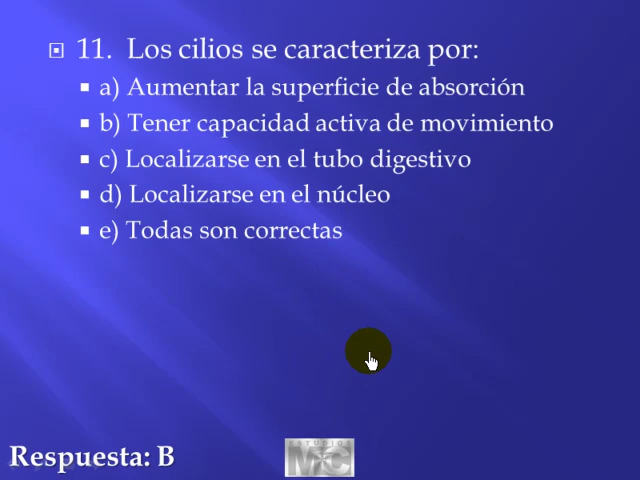 11. Los cilios se caracteriza por:
a) Aumentar la superficie de absorción
b) Tener capacidad activa de movimiento
c) Localizarse en el tubo digestivo
d) Localizarse en el núcleo
e) Todas son correctas
ESTUDIOS
MC
Respuesta: B